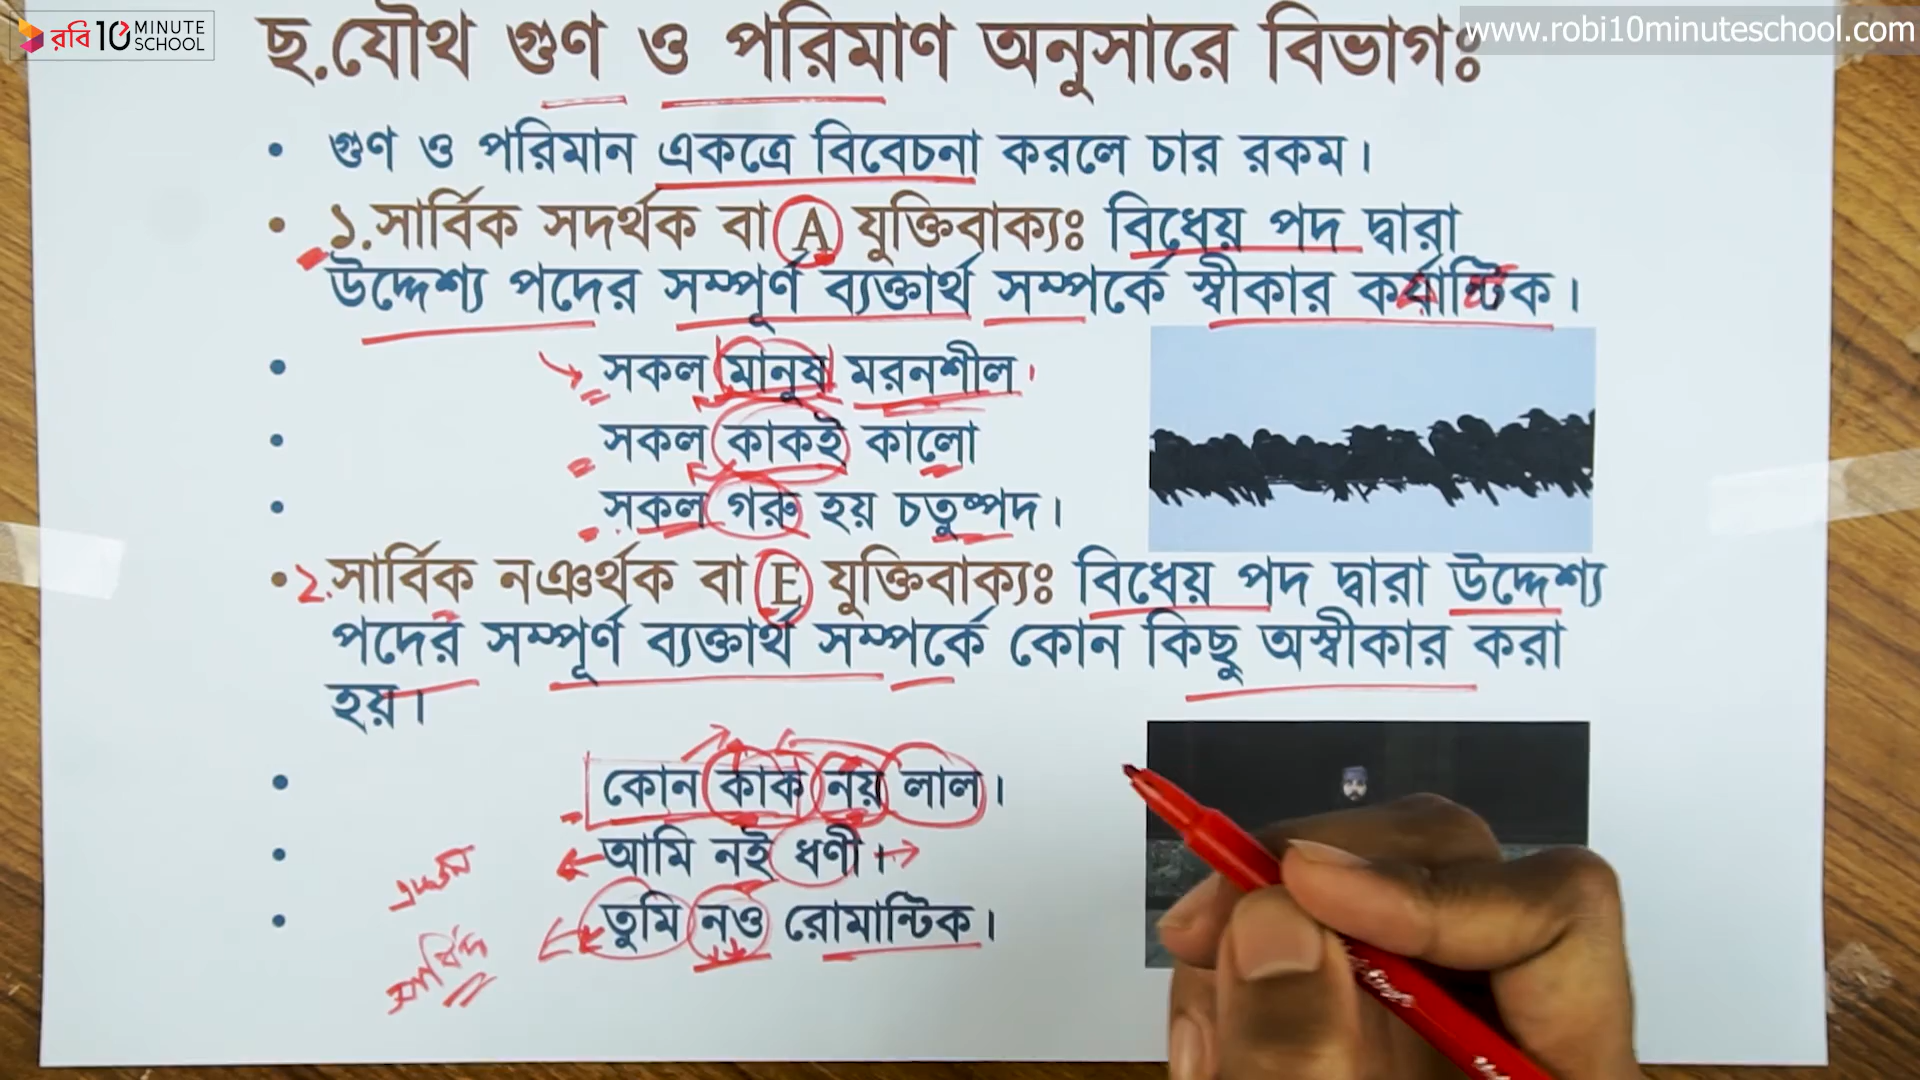 রবি 10 MINUTE SCHOOL
www.robi10minuteschool.com
ছ.যৌথ গুণ ও পরিমাণ অনুসারে বিভাগঃ
• গুণ ও পরিমান একত্রে বিবেচনা করলে চার রকম।
• ১.সার্বিক সদর্থক বা A যুক্তিবাক্যঃ বিধেয় পদ দ্বারা
উদ্দেশ্য পদের সম্পূর্ণ ব্যক্তার্থ সম্পর্কে স্বীকার
• সকল মানুষ মরনশীল।
• সকল কাকই কালো
• সকল গরু হয় চতুষ্পদ।
• ২.সার্বিক নঞর্থক বা E যুক্তিবাক্যঃ বিধেয় পদ দ্বারা উদ্দেশ্য
পদের সম্পূর্ণ ব্যক্তার্থ সম্পর্কে কোন কিছু অস্বীকার করা
হয়।
• কোন কাক নয় লাল।
• আমি নই ধণী।
• তুমি নও রোমান্টিক।